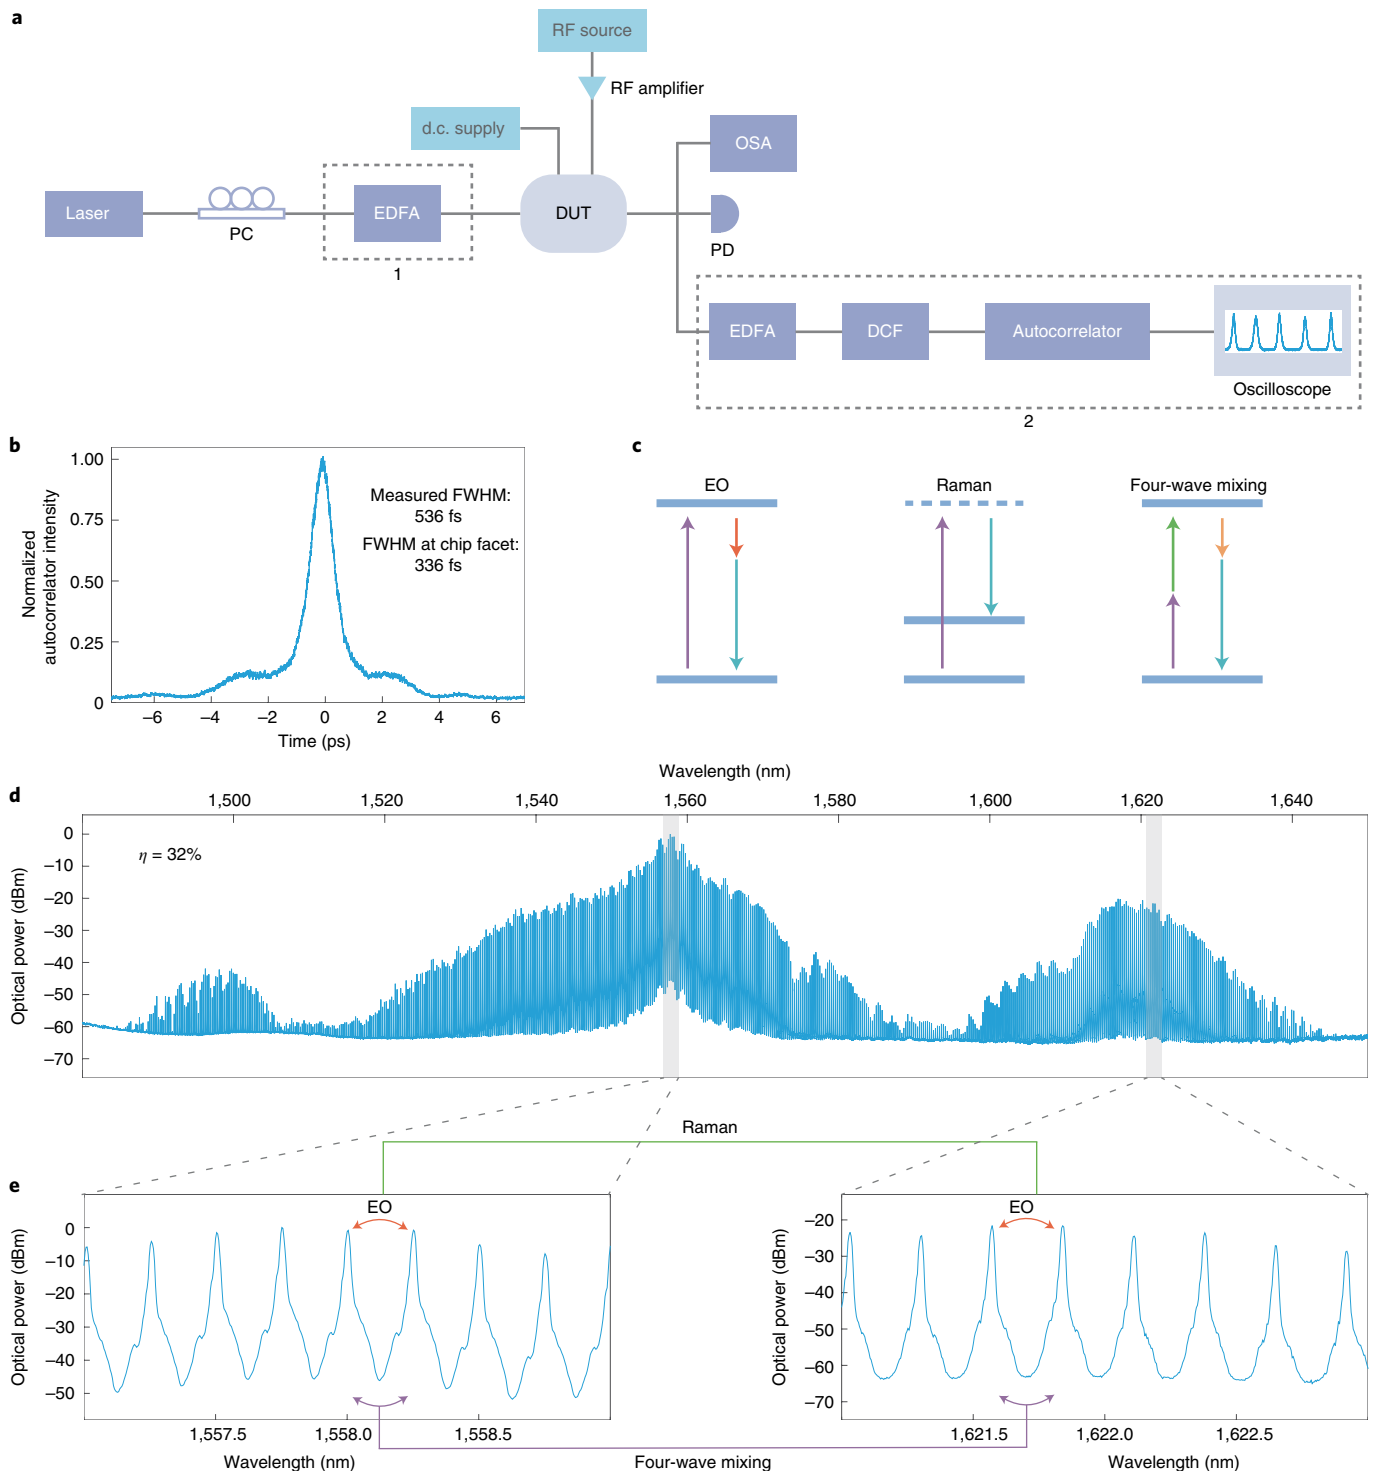 a
RF source
RF amplifier
d.c. supply
OSA
Laser
PC
EDFA
DUT
PD
1
EDFA
DCF
Autocorrelator
Oscilloscope
2
b
Normalized
autocorrelator intensity
1.00
0.75
0.50
0.25
0
Measured FWHM:
536 fs
FWHM at chip facet:
336 fs
–6
–4
–2
0
2
4
6
Time (ps)
c
EO
Raman
Four-wave mixing
d
Wavelength (nm)
1,500
1,520
1,540
1,560
1,580
1,600
1,620
1,640
Optical power (dBm)
0
–10
–20
–30
–40
–50
–60
–70
η = 32%
Raman
e
Optical power (dBm)
0
–10
–20
–30
–40
–50
EO
1,557.5
1,558.0
1,558.5
Wavelength (nm)
Four-wave mixing
Optical power (dBm)
–20
–30
–40
–50
–60
–70
EO
1,621.5
1,622.0
1,622.5
Wavelength (nm)